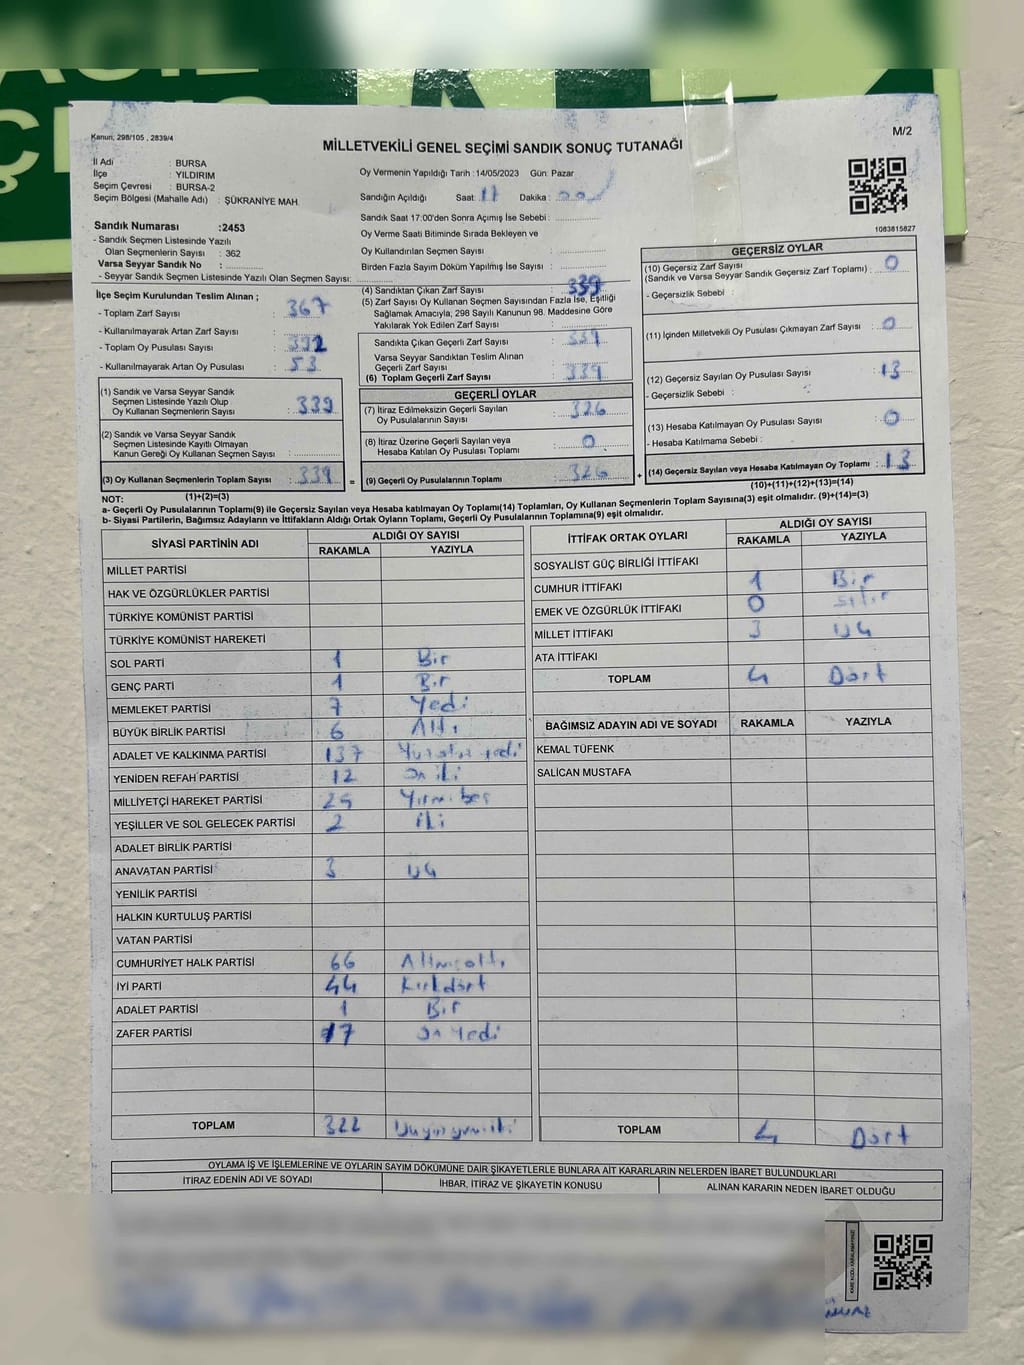 Kanun; 298/105 , 2839/4
M/2
MİLLETVEKİLİ GENEL SEÇİMİ SANDIK SONUÇ TUTANAĞI
İl Adı : BURSA
İlçe : YILDIRIM
Seçim Çevresi : BURSA-2
Seçim Bölgesi (Mahalle Adı) : ŞÜKRANİYE MAH.
Oy Vermenin Yapıldığı Tarih : 14/05/2023 Gün: Pazar
Sandığın Açıldığı Saat : 17 Dakika : 00
Sandık Saat 17:00'den Sonra Açımış İse Sebebi :
Oy Verme Saati Bitiminde Sırada Bekleyen ve
Oy Kullandırılan Seçmen Sayısı :
Birden Fazla Sayım Döküm Yapılmış İse Sayısı :
1083815827
Sandık Numarası :2453
- Sandık Seçmen Listesinde Yazılı
Olan Seçmenlerin Sayısı : 362
Varsa Seyyar Sandık No :
- Seyyar Sandık Seçmen Listesinde Yazılı Olan Seçmen Sayısı:
İlçe Seçim Kurulundan Teslim Alınan ;
- Toplam Zarf Sayısı : 367
- Kullanılmayarak Artan Zarf Sayısı :
- Toplam Oy Pusulası Sayısı : 392
- Kullanılmayarak Artan Oy Pusulası : 53
(1) Sandık ve Varsa Seyyar Sandık
Seçmen Listesinde Yazılı Olup
Oy Kullanan Seçmenlerin Sayısı : 339
(2) Sandık ve Varsa Seyyar Sandık
Seçmen Listesinde Kayıtlı Olmayan
Kanun Gereği Oy Kullanan Seçmen Sayısı :
(3) Oy Kullanan Seçmenlerin Toplam Sayısı : 339 =
(1)+(2)=(3)
(4) Sandıktan Çıkan Zarf Sayısı : 339
(5) Zarf Sayısı Oy Kullanan Seçmen Sayısından Fazla İse, Eşitliği
Sağlamak Amacıyla, 298 Sayılı Kanunun 98. Maddesine Göre
Yakılarak Yok Edilen Zarf Sayısı :
Sandıkta Çıkan Geçerli Zarf Sayısı : 339
Varsa Seyyar Sandıktan Teslim Alınan
Geçerli Zarf Sayısı :
(6) Toplam Geçerli Zarf Sayısı : 339
GEÇERLİ OYLAR
(7) İtiraz Edilmeksizin Geçerli Sayılan
Oy Pusulalarının Sayısı : 326
(8) İtiraz Üzerine Geçerli Sayılan veya
Hesaba Katılan Oy Pusulası Toplamı : 0
(9) Geçerli Oy Pusulalarının Toplamı : 326 +
GEÇERSİZ OYLAR
(10) Geçersiz Zarf Sayısı
(Sandık ve Varsa Seyyar Sandık Geçersiz Zarf Toplamı) : 0
- Geçersizlik Sebebi :
(11) İçinden Milletvekili Oy Pusulası Çıkmayan Zarf Sayısı : 0
(12) Geçersiz Sayılan Oy Pusulası Sayısı : 13
- Geçersizlik Sebebi :
(13) Hesaba Katılmayan Oy Pusulası Sayısı : 0
- Hesaba Katılmama Sebebi :
(14) Geçersiz Sayılan veya Hesaba Katılmayan Oy Toplamı : 13
(10)+(11)+(12)+(13)=(14)
NOT:
a- Geçerli Oy Pusulalarının Toplamı(9) ile Geçersiz Sayılan veya Hesaba Katılmayan Oy Toplamı(14) Toplamları, Oy Kullanan Seçmenlerin Toplam Sayısına(3) eşit olmalıdır. (9)+(14)=(3)
b- Siyasi Partilerin, Bağımsız Adayların ve İttifakların Aldığı Ortak Oyların Toplamı, Geçerli Oy Pusulalarının Toplamına(9) eşit olmalıdır.
SİYASİ PARTİNİN ADI ALDIĞI OY SAYISI
RAKAMLA YAZIYLA
MİLLET PARTİSİ
HAK VE ÖZGÜRLÜKLER PARTİSİ
TÜRKİYE KOMÜNİST PARTİSİ
TÜRKİYE KOMÜNİST HAREKETİ
SOL PARTİ 1 Bir
GENÇ PARTİ 1 Bir
MEMLEKET PARTİSİ 7 Yedi
BÜYÜK BİRLİK PARTİSİ 6 Altı
ADALET VE KALKINMA PARTİSİ 137 Yüzotuz yedi
YENİDEN REFAH PARTİSİ 12 On iki
MİLLİYETÇİ HAREKET PARTİSİ 25 Yirmi beş
YEŞİLLER VE SOL GELECEK PARTİSİ 2 iki
ADALET BİRLİK PARTİSİ
ANAVATAN PARTİSİ 3 Üç
YENİLİK PARTİSİ
HALKIN KURTULUŞ PARTİSİ
VATAN PARTİSİ
CUMHURİYET HALK PARTİSİ 66 Altmışaltı
İYİ PARTİ 44 Kırkdört
ADALET PARTİSİ 1 Bir
ZAFER PARTİSİ 17 On Yedi
TOPLAM 322 Üçyüzyirmiiki
İTTİFAK ORTAK OYLARI ALDIĞI OY SAYISI
RAKAMLA YAZIYLA
SOSYALİST GÜÇ BİRLİĞİ İTTİFAKI
CUMHUR İTTİFAKI 1 Bir
EMEK VE ÖZGÜRLÜK İTTİFAKI 0 sıfır
MİLLET İTTİFAKI 3 Üç
ATA İTTİFAKI
TOPLAM 4 Dört
BAĞIMSIZ ADAYIN ADI VE SOYADI RAKAMLA YAZIYLA
KEMAL TÜFENK
SALİCAN MUSTAFA
TOPLAM 4 Dört
OYLAMA İŞ VE İŞLEMLERİNE VE OYLARIN SAYIM DÖKÜMÜNE DAİR ŞİKAYETLERLE BUNLARA AİT KARARLARIN NELERDEN İBARET BULUNDUKLARI
İTİRAZ EDENİN ADI VE SOYADI İHBAR, İTİRAZ VE ŞİKAYETİN KONUSU ALINAN KARARIN NEDEN İBARET OLDUĞU